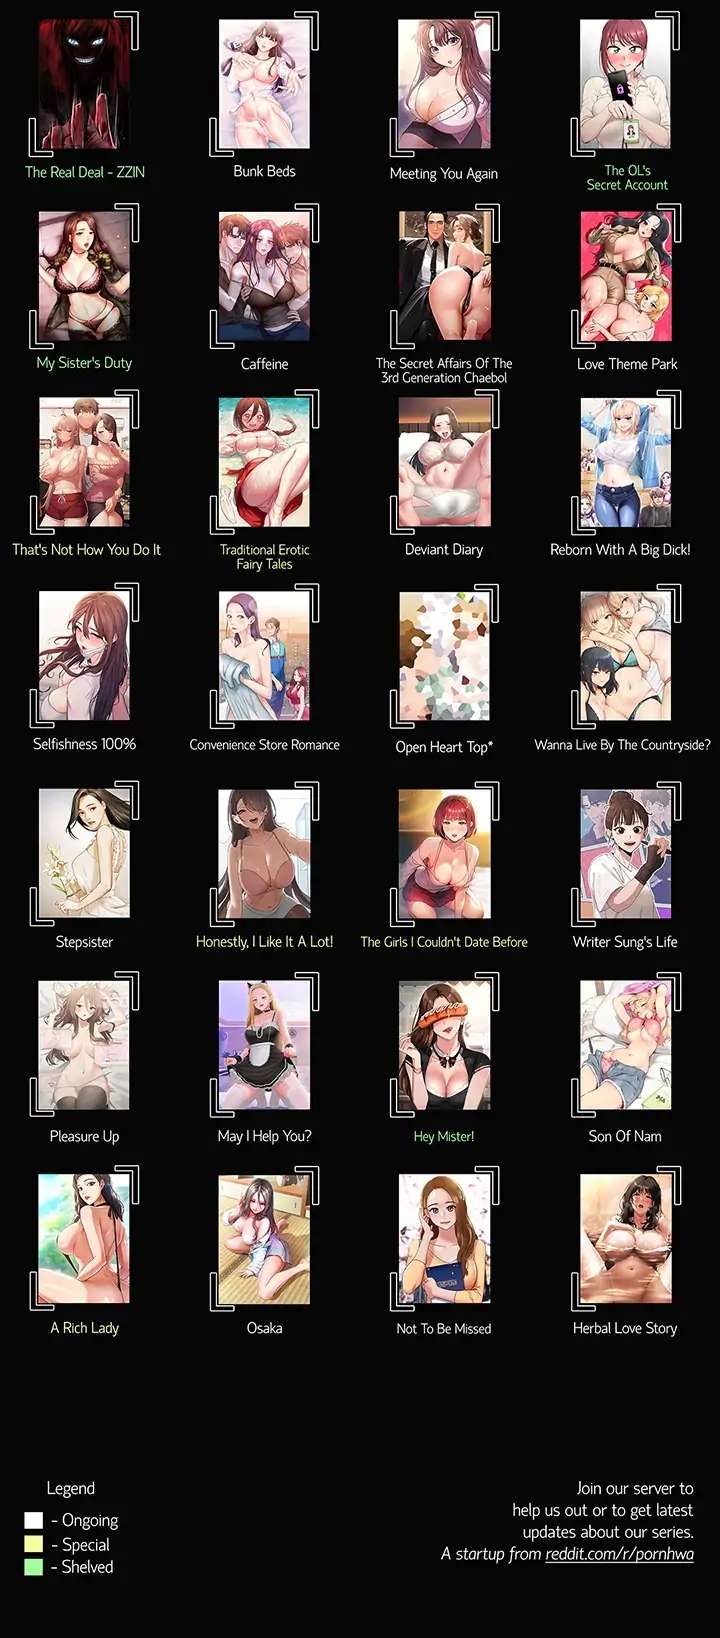 The Real Deal - ZZIN
Bunk Beds
Meeting You Again
The OL's
Secret Account
My Sister's Duty
Caffeine
The Secret Affairs Of The
3rd Generation Chaebol
Love Theme Park
That's Not How You Do It
Traditional Erotic
Fairy Tales
Deviant Diary
Reborn With A Big Dick!
Selfishness 100%
Convenience Store Romance
Open Heart Top*
Wanna Live By The Countryside?
Stepsister
Honestly, I Like It A Lot!
The Girls I Couldn't Date Before
Writer Sung's Life
Pleasure Up
May I Help You?
Hey Mister!
Son Of Nam
A Rich Lady
Osaka
Not To Be Missed
Herbal Love Story
Legend
- Ongoing
- Special
- Shelved
Join our server to
help us out or to get latest
updates about our series.
A startup from reddit.com/r/pornhwa